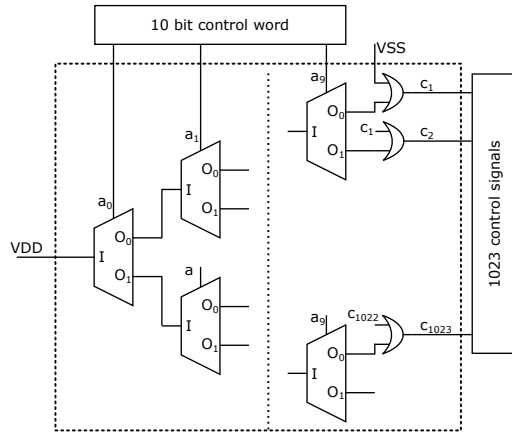 10 bit control word
VSS
a₉
c₁
I
O₀
O₁
c₁
c₂
a₁
I
O₀
O₁
a₀
VDD
I
O₀
O₁
a
I
O₀
O₁
a₉
c₁₀₂₂
c₁₀₂₃
I
O₀
O₁
1023 control signals